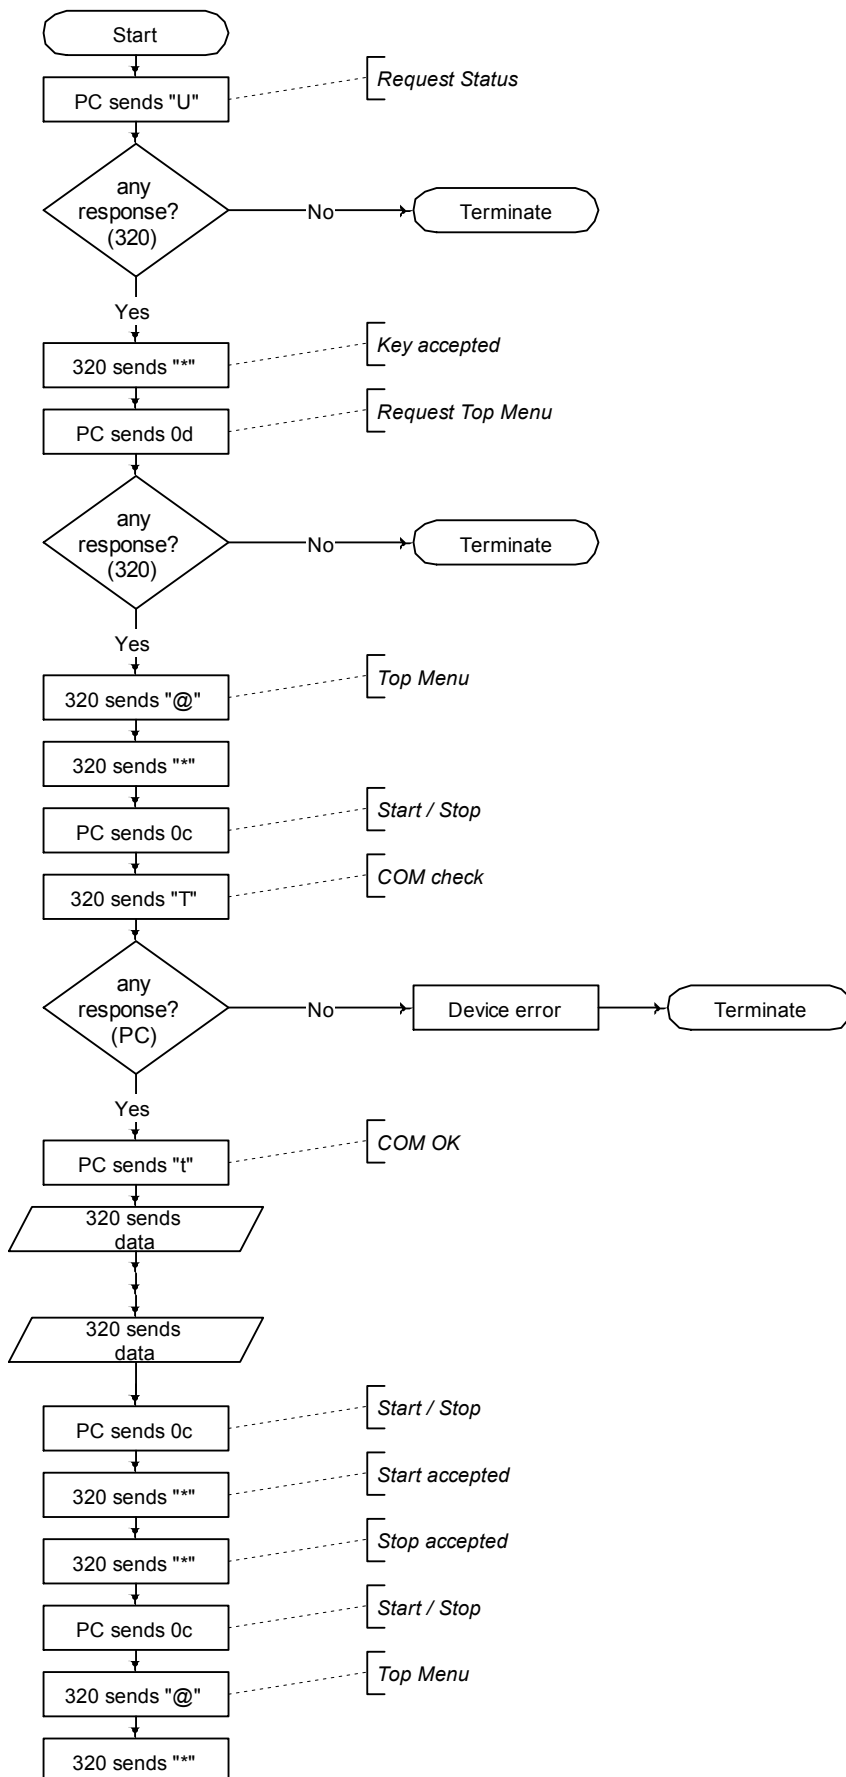 Start
PC sends "U"
Request Status
any
response?
(320)
No
Terminate
Yes
320 sends "*"
Key accepted
PC sends 0d
Request Top Menu
any
response?
(320)
No
Terminate
Yes
320 sends "@"
Top Menu
320 sends "*"
PC sends 0c
Start / Stop
320 sends "T"
COM check
any
response?
(PC)
No
Device error
Terminate
Yes
PC sends "t"
COM OK
320 sends
data
320 sends
data
PC sends 0c
Start / Stop
320 sends "*"
Start accepted
320 sends "*"
Stop accepted
PC sends 0c
Start / Stop
320 sends "@"
Top Menu
320 sends "*"